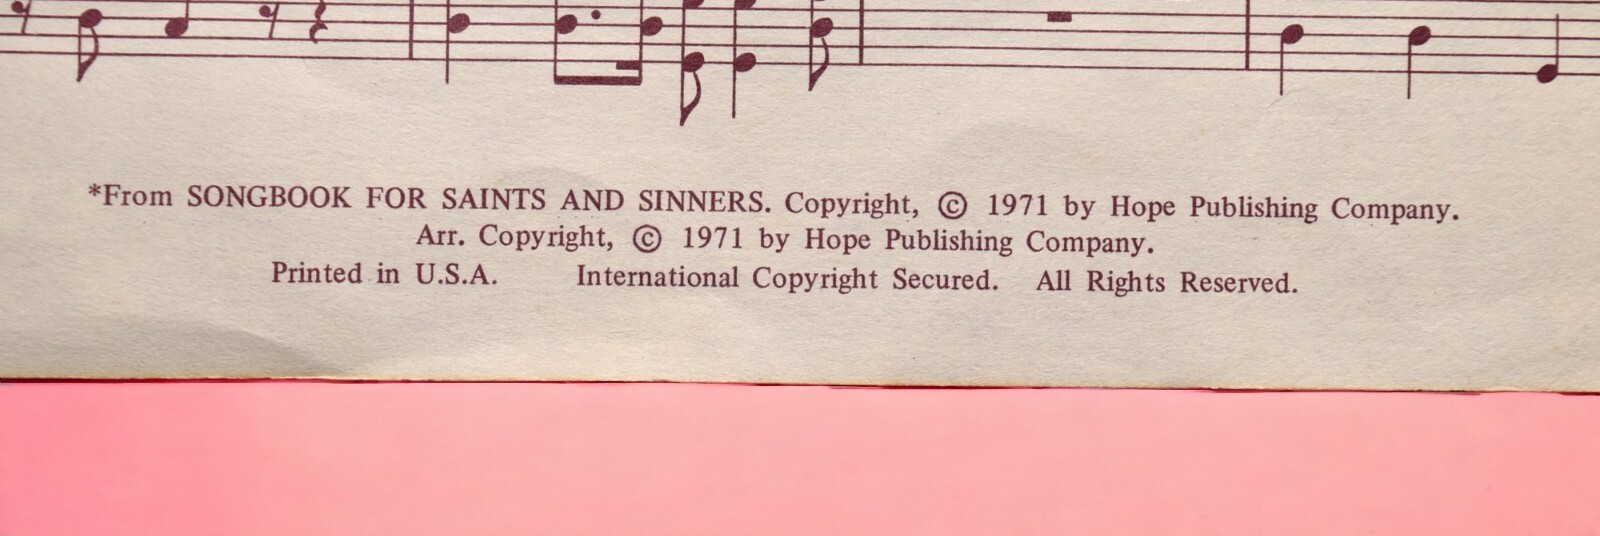 *From SONGBOOK FOR SAINTS AND SINNERS. Copyright, © 1971 by Hope Publishing Company.
Arr. Copyright, © 1971 by Hope Publishing Company.
Printed in U.S.A. International Copyright Secured. All Rights Reserved.